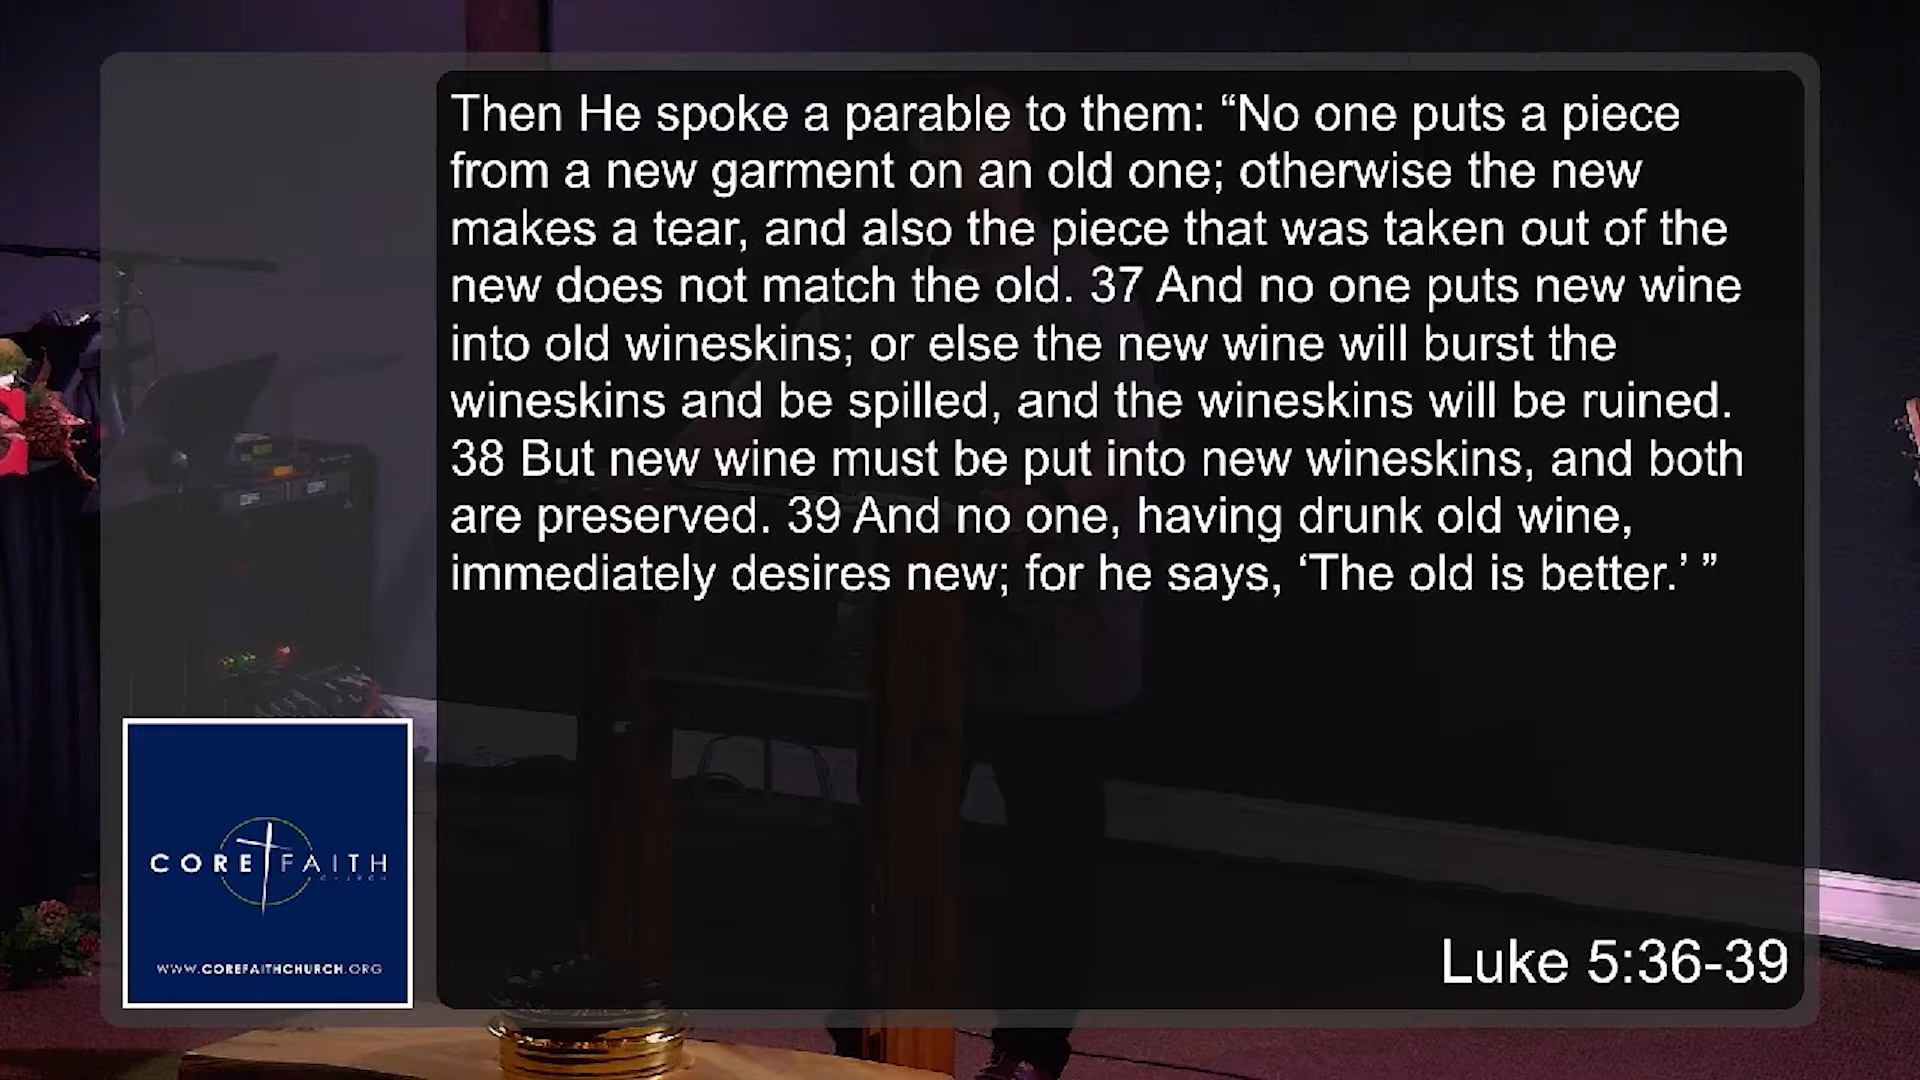 Then He spoke a parable to them: “No one puts a piece
from a new garment on an old one; otherwise the new
makes a tear, and also the piece that was taken out of the
new does not match the old. 37 And no one puts new wine
into old wineskins; or else the new wine will burst the
wineskins and be spilled, and the wineskins will be ruined.
38 But new wine must be put into new wineskins, and both
are preserved. 39 And no one, having drunk old wine,
immediately desires new; for he says, ‘The old is better.’ ”
Luke 5:36-39
CORE FAITH
CHURCH
WWW.COREFAITHCHURCH.ORG